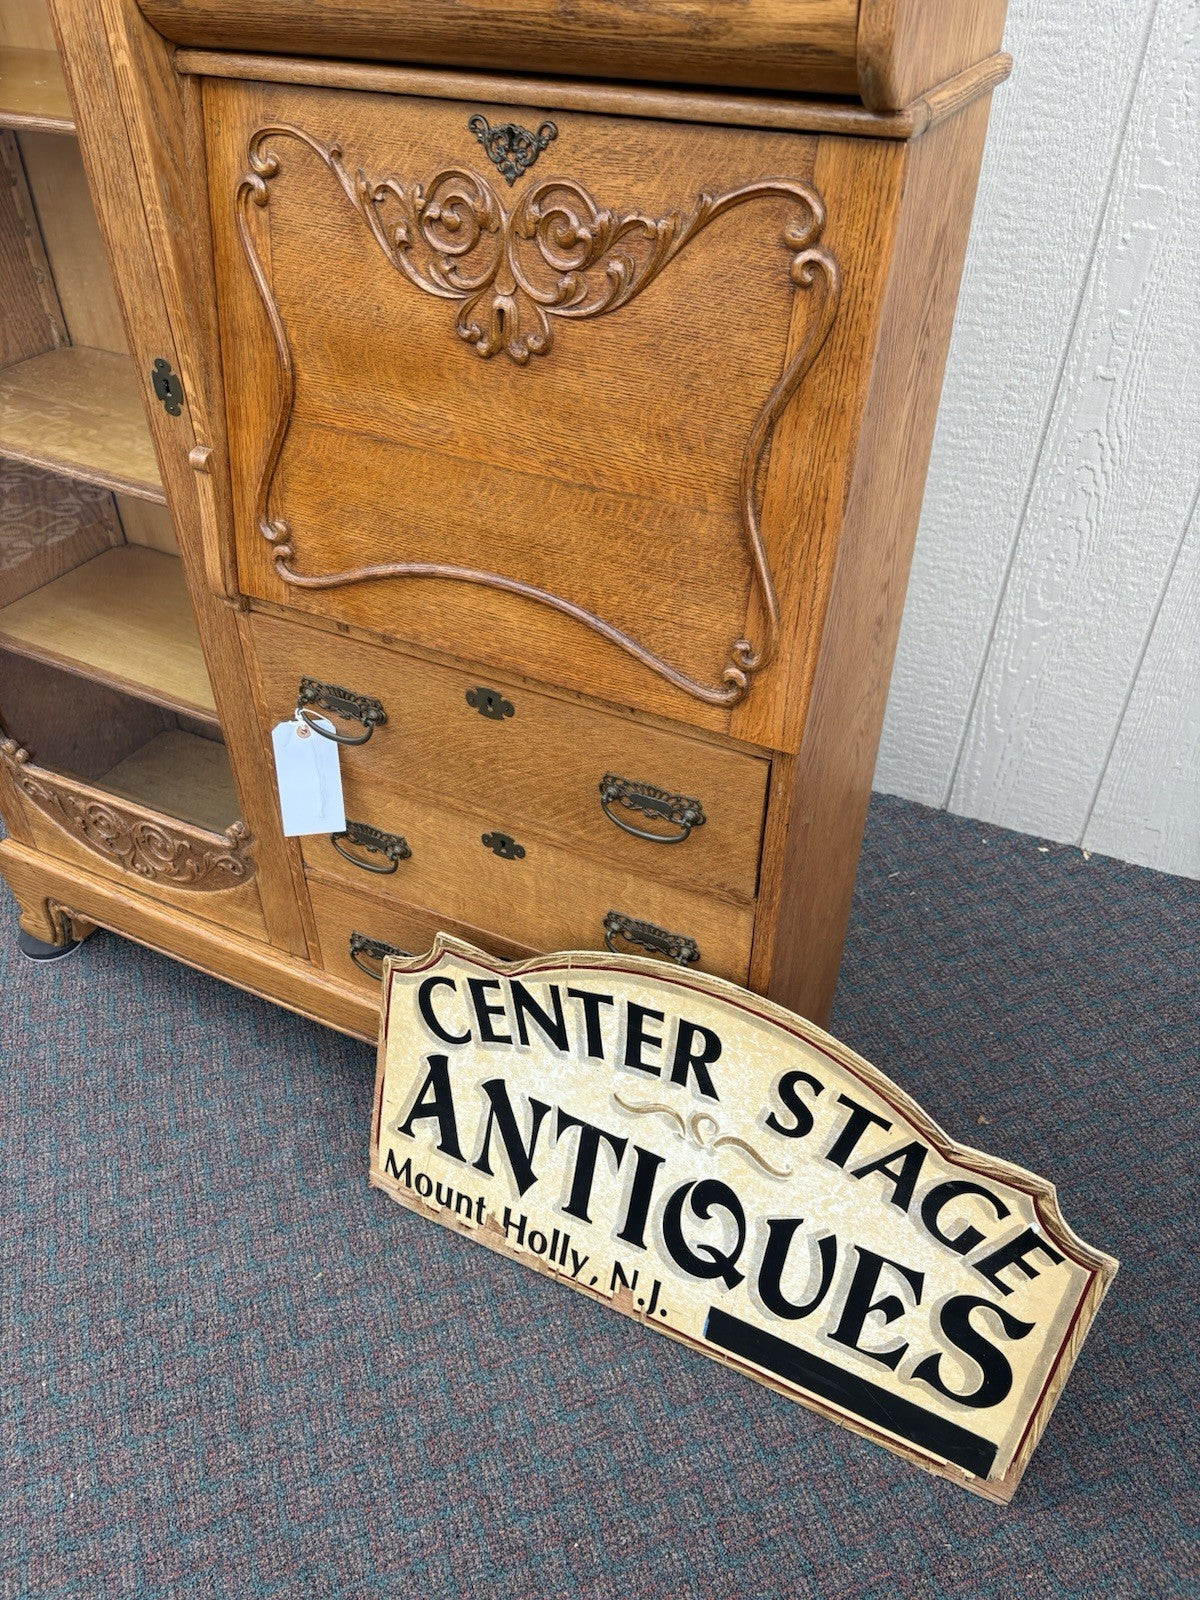 CENTER STAGE
ANTIQUES
Mount Holly, N.J.